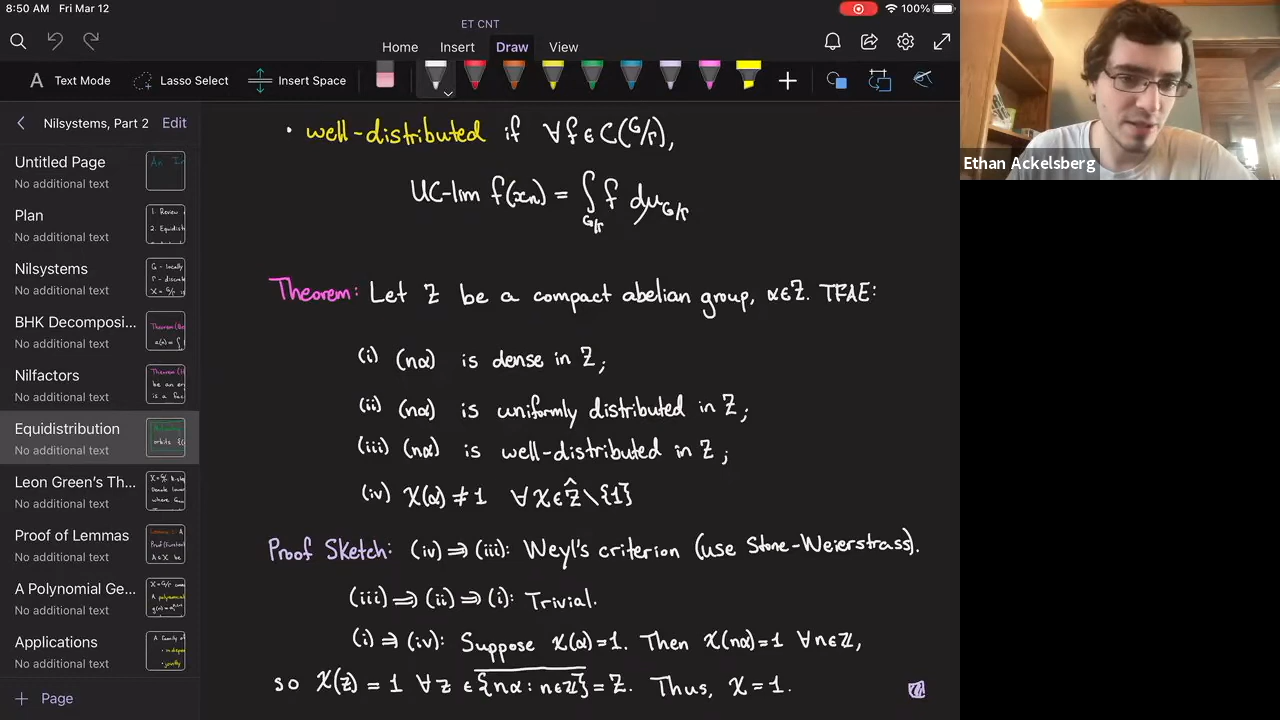 8:50 AM Fri Mar 12
ET CNT
100%
Home Insert Draw View
Text Mode Lasso Select Insert Space
Nilsystems, Part 2 Edit
Untitled Page
No additional text
Plan
No additional text
Nilsystems
No additional text
BHK Decomposi...
No additional text
Nilfactors
No additional text
Equidistribution
No additional text
Leon Green's Th...
No additional text
Proof of Lemmas
No additional text
A Polynomial Ge...
No additional text
Applications
No additional text
Page
• well-distributed if ∀f∈C(G/Γ),
UC-lim f(xₙ) = ∫_{G/Γ} f dμ_{G/Γ}
Theorem: Let Z be a compact abelian group, α∈Z. TFAE:
(i) (nα) is dense in Z;
(ii) (nα) is uniformly distributed in Z;
(iii) (nα) is well-distributed in Z;
(iv) χ(α) ≠ 1 ∀χ∈Ẑ\{1}
Proof Sketch: (iv) ⇒ (iii): Weyl's criterion (use Stone-Weierstrass).
(iii) ⇒ (ii) ⇒ (i): Trivial.
(i) ⇒ (iv): Suppose χ(α)=1. Then χ(nα)=1 ∀n∈ℤ,
so χ(z) = 1 ∀z ∈ \overline{{nα : n∈ℤ}} = Z. Thus, χ=1.
Ethan Ackelsberg